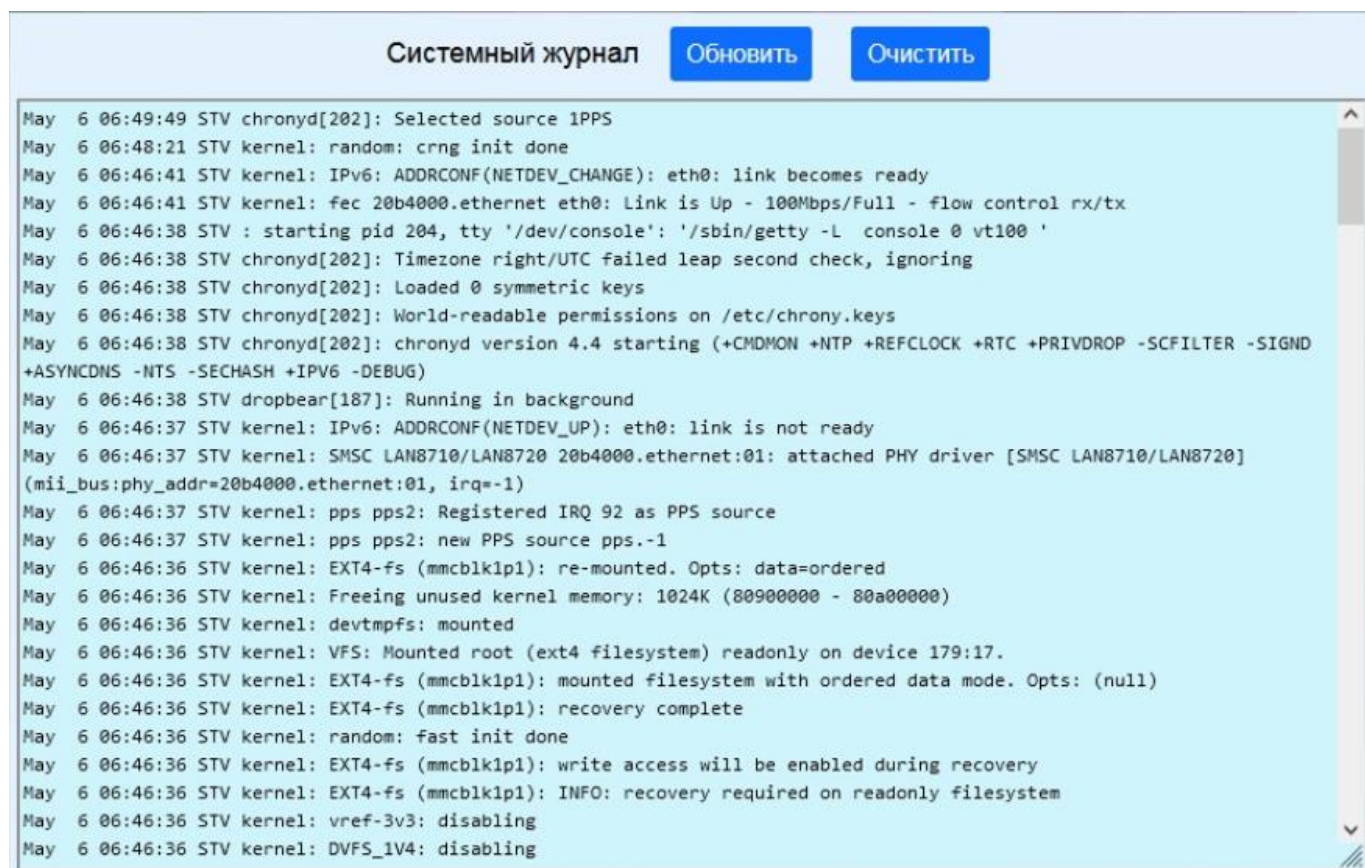 Системный журнал Обновить Очистить
May  6 06:49:49 STV chronyd[202]: Selected source 1PPS
May  6 06:48:21 STV kernel: random: crng init done
May  6 06:46:41 STV kernel: IPv6: ADDRCONF(NETDEV_CHANGE): eth0: link becomes ready
May  6 06:46:41 STV kernel: fec 20b4000.ethernet eth0: Link is Up - 100Mbps/Full - flow control rx/tx
May  6 06:46:38 STV : starting pid 204, tty '/dev/console': '/sbin/getty -L  console 0 vt100 '
May  6 06:46:38 STV chronyd[202]: Timezone right/UTC failed leap second check, ignoring
May  6 06:46:38 STV chronyd[202]: Loaded 0 symmetric keys
May  6 06:46:38 STV chronyd[202]: World-readable permissions on /etc/chrony.keys
May  6 06:46:38 STV chronyd[202]: chronyd version 4.4 starting (+CMDMON +NTP +REFCLOCK +RTC +PRIVDROP -SCFILTER -SIGND
+ASYNCDNS -NTS -SECHASH +IPV6 -DEBUG)
May  6 06:46:38 STV dropbear[187]: Running in background
May  6 06:46:37 STV kernel: IPv6: ADDRCONF(NETDEV_UP): eth0: link is not ready
May  6 06:46:37 STV kernel: SMSC LAN8710/LAN8720 20b4000.ethernet:01: attached PHY driver [SMSC LAN8710/LAN8720]
(mii_bus:phy_addr=20b4000.ethernet:01, irq=-1)
May  6 06:46:37 STV kernel: pps pps2: Registered IRQ 92 as PPS source
May  6 06:46:37 STV kernel: pps pps2: new PPS source pps.-1
May  6 06:46:36 STV kernel: EXT4-fs (mmcblk1p1): re-mounted. Opts: data=ordered
May  6 06:46:36 STV kernel: Freeing unused kernel memory: 1024K (80900000 - 80a00000)
May  6 06:46:36 STV kernel: devtmpfs: mounted
May  6 06:46:36 STV kernel: VFS: Mounted root (ext4 filesystem) readonly on device 179:17.
May  6 06:46:36 STV kernel: EXT4-fs (mmcblk1p1): mounted filesystem with ordered data mode. Opts: (null)
May  6 06:46:36 STV kernel: EXT4-fs (mmcblk1p1): recovery complete
May  6 06:46:36 STV kernel: random: fast init done
May  6 06:46:36 STV kernel: EXT4-fs (mmcblk1p1): write access will be enabled during recovery
May  6 06:46:36 STV kernel: EXT4-fs (mmcblk1p1): INFO: recovery required on readonly filesystem
May  6 06:46:36 STV kernel: vref-3v3: disabling
May  6 06:46:36 STV kernel: DVFS_1V4: disabling